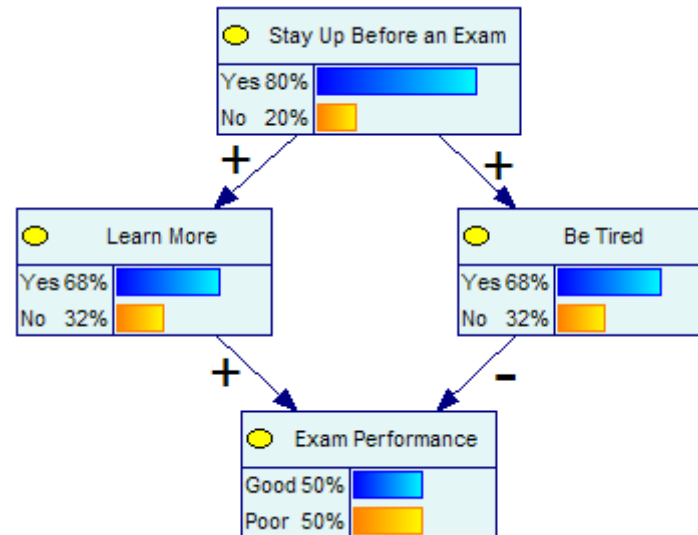 Stay Up Before an Exam
Yes 80%
No 20%
+
+
Learn More
Yes 68%
No 32%
Be Tired
Yes 68%
No 32%
+
-
Exam Performance
Good 50%
Poor 50%